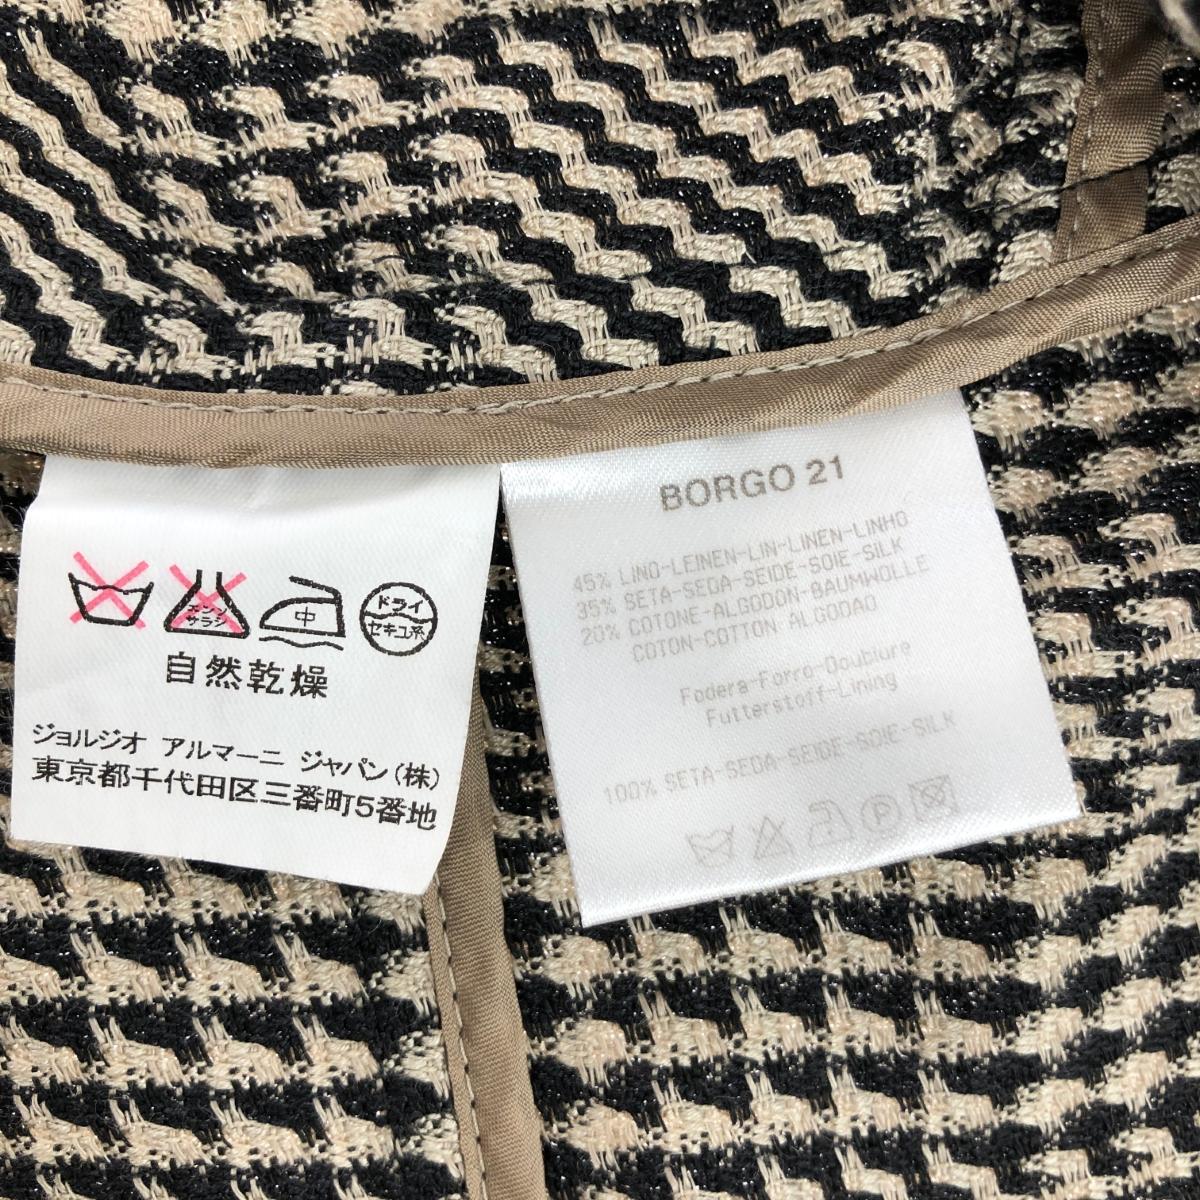 エンソ
サラシ
中
ドライ
セキユ系
自然乾燥
ジョルジオ アルマーニ ジャパン(株)
東京都千代田区三番町5番地
BORGO 21
45% LINO-LEINEN-LIN-LINEN-LINHO
35% SETA-SEDA-SEIDE-SOIE-SILK
20% COTONE-ALGODON-BAUMWOLLE
COTON-COTTON ALGODAO
Fodera-Forro-Doublure
Futterstoff-Lining
100% SETA-SEDA-SEIDE-SOIE-SILK
P